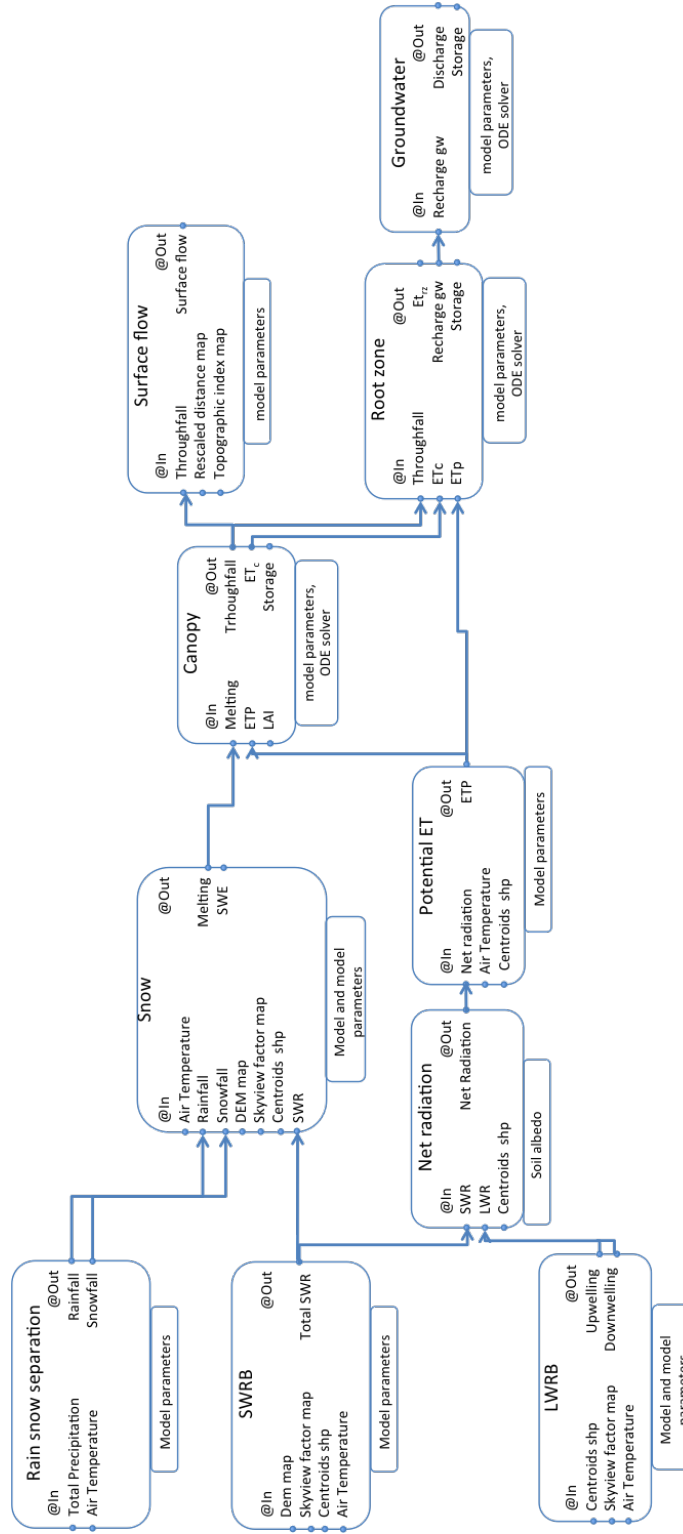 Rain snow separation
@In
Total Precipitation
Air Temperature
@Out
Rainfall
Snowfall
Model parameters
SWRB
@In
Dem map
Skyview factor map
Centroids shp
Air Temperature
@Out
Total SWR
Model parameters
LWRB
@In
Centroids shp
Skyview factor map
Air Temperature
@Out
Upwelling
Downwelling
Model and model
parameters
Snow
@In
Air Temperature
Rainfall
Snowfall
DEM map
Skyview factor map
Centroids shp
SWR
@Out
Melting
SWE
Model and model
parameters
Net radiation
@In
SWR
LWR
Centroids shp
@Out
Net Radiation
Soil albedo
Potential ET
@In
Net radiation
Air Temperature
Centroids shp
@Out
ETP
Model parameters
Canopy
@In
Melting
ETP
LAI
@Out
Trhoughfall
ETc
Storage
model parameters,
ODE solver
Surface flow
@In
Throughfall
Rescaled distance map
Topographic index map
@Out
Surface flow
model parameters
Root zone
@In
Throughfall
ETc
ETp
@Out
Etrz
Recharge gw
Storage
model parameters,
ODE solver
Groundwater
@In
Recharge gw
@Out
Discharge
Storage
model parameters,
ODE solver